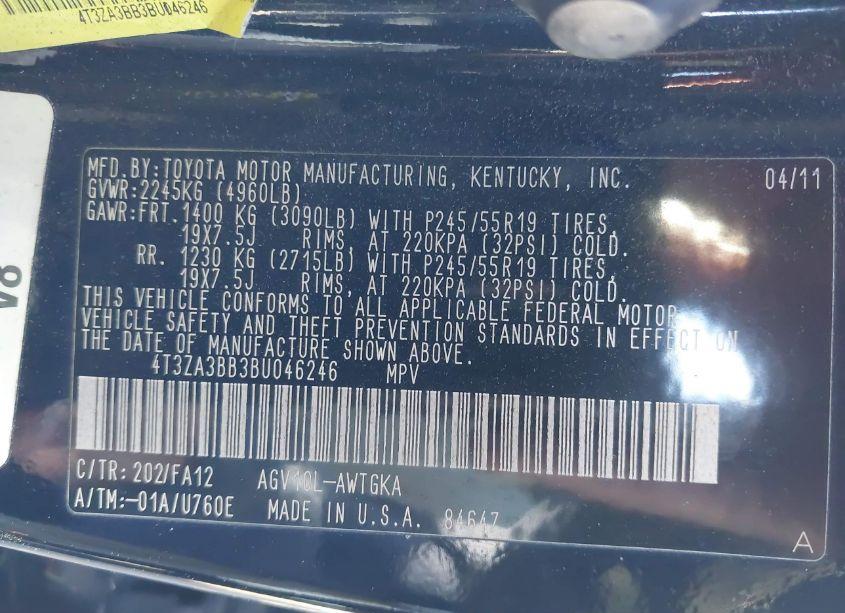 4T3ZA3BB3BU046246
V8
MFD.BY:TOYOTA MOTOR MANUFACTURING, KENTUCKY, INC. 04/11
GVWR:2245KG (4960LB)
GAWR:FRT.1400 KG (3090LB) WITH P245/55R19 TIRES,
19X7.5J RIMS, AT 220KPA (32PSI) COLD.
RR. 1230 KG (2715LB) WITH P245/55R19 TIRES,
19X7.5J RIMS, AT 220KPA (32PSI) COLD.
THIS VEHICLE CONFORMS TO ALL APPLICABLE FEDERAL MOTOR
VEHICLE SAFETY AND THEFT PREVENTION STANDARDS IN EFFECT ON
THE DATE OF MANUFACTURE SHOWN ABOVE.
4T3ZA3BB3BU046246 MPV
C/TR:202/FA12 AGV10L-AWTGKA
A/TM:-01A/U760E MADE IN U.S.A. 84647
A